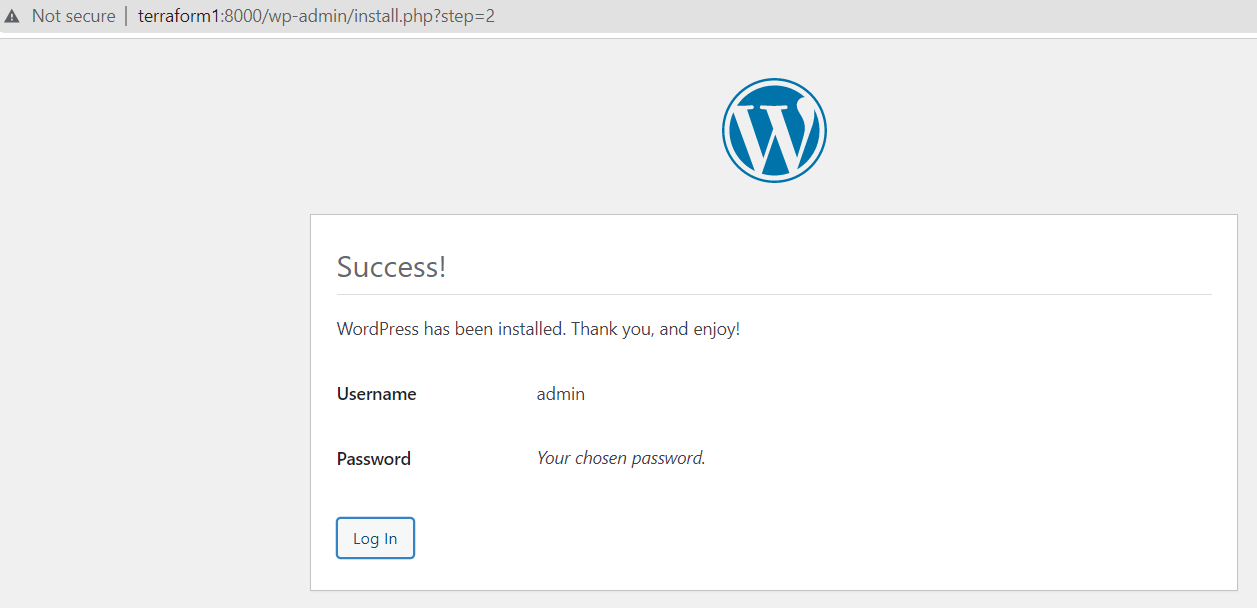 Not secure | terraform1:8000/wp-admin/install.php?step=2
W
Success!
WordPress has been installed. Thank you, and enjoy!
Username admin
Password Your chosen password.
Log In